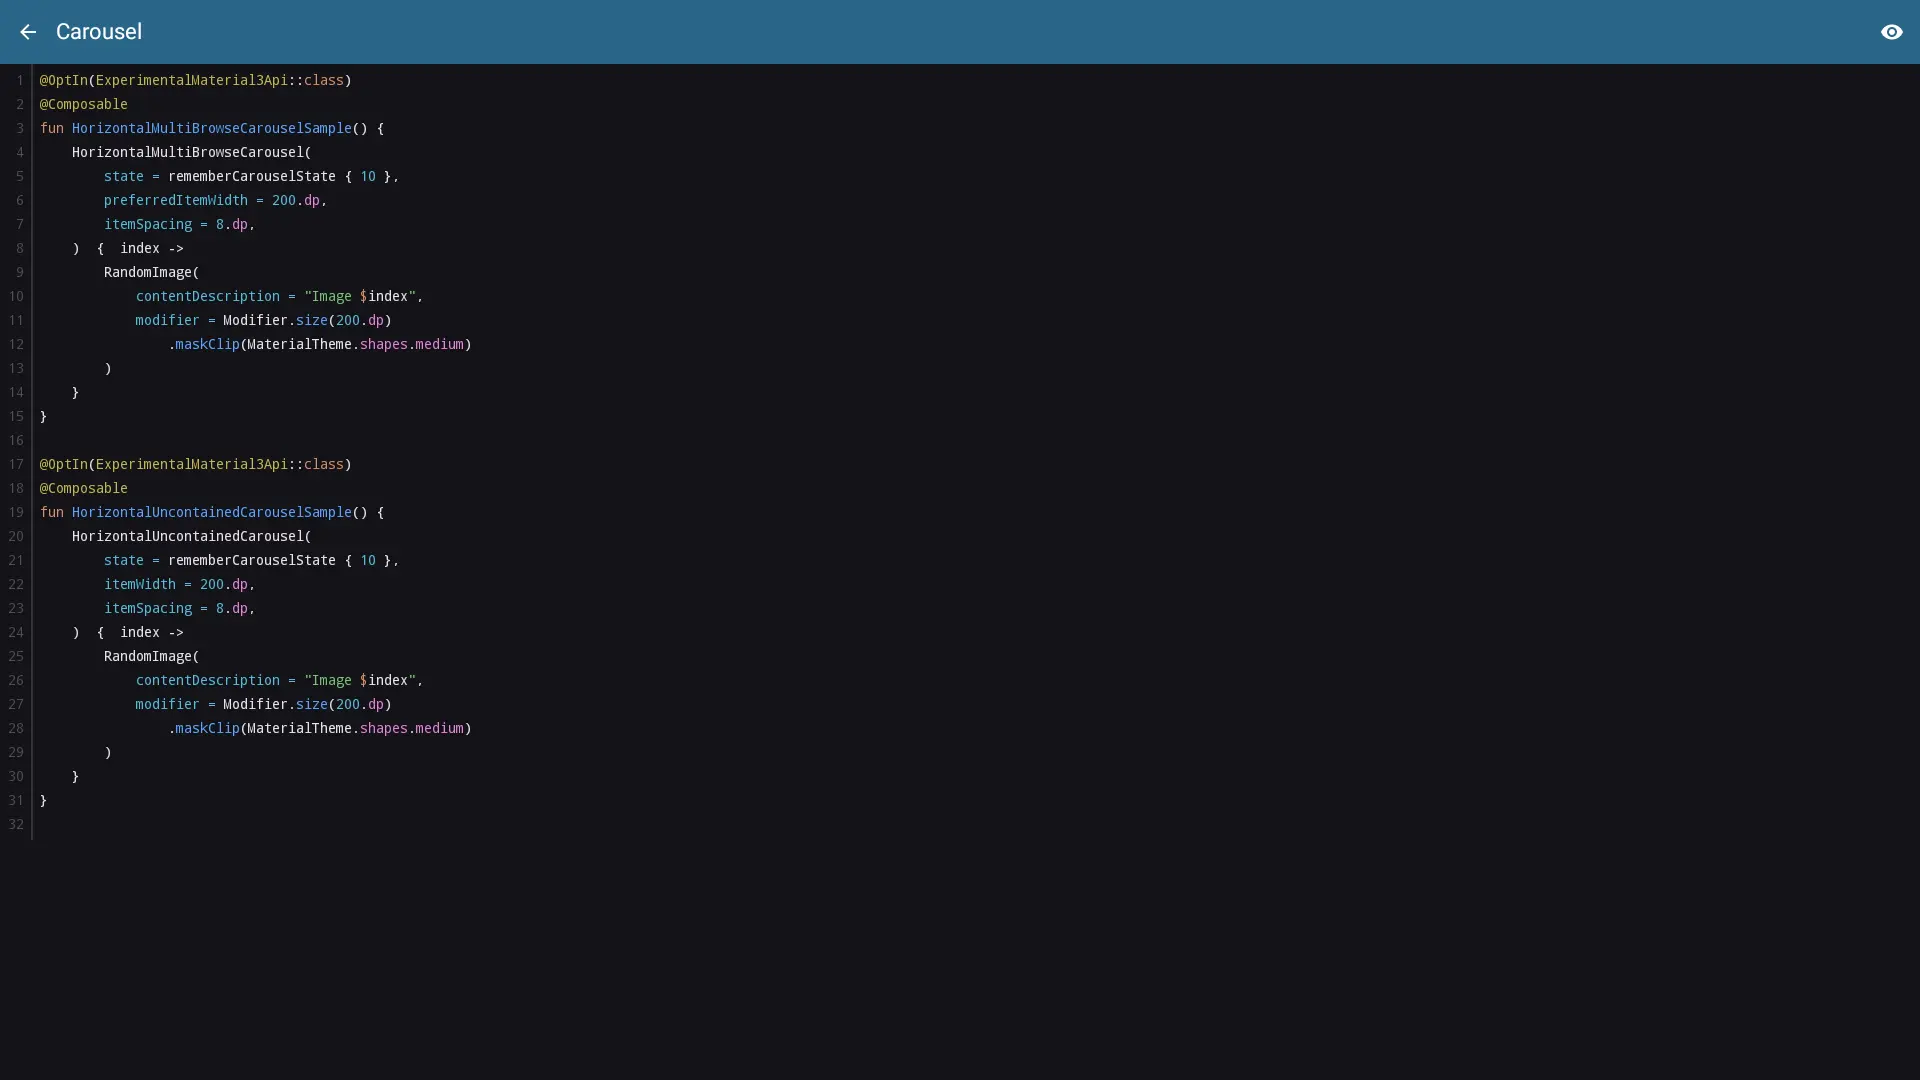 Carousel
1 @OptIn(ExperimentalMaterial3Api::class)
2 @Composable
3 fun HorizontalMultiBrowseCarouselSample() {
4     HorizontalMultiBrowseCarousel(
5         state = rememberCarouselState { 10 },
6         preferredItemWidth = 200.dp,
7         itemSpacing = 8.dp,
8     )  {  index ->
9         RandomImage(
10             contentDescription = "Image $index",
11             modifier = Modifier.size(200.dp)
12                 .maskClip(MaterialTheme.shapes.medium)
13         )
14     }
15 }
16
17 @OptIn(ExperimentalMaterial3Api::class)
18 @Composable
19 fun HorizontalUncontainedCarouselSample() {
20     HorizontalUncontainedCarousel(
21         state = rememberCarouselState { 10 },
22         itemWidth = 200.dp,
23         itemSpacing = 8.dp,
24     )  {  index ->
25         RandomImage(
26             contentDescription = "Image $index",
27             modifier = Modifier.size(200.dp)
28                 .maskClip(MaterialTheme.shapes.medium)
29         )
30     }
31 }
32